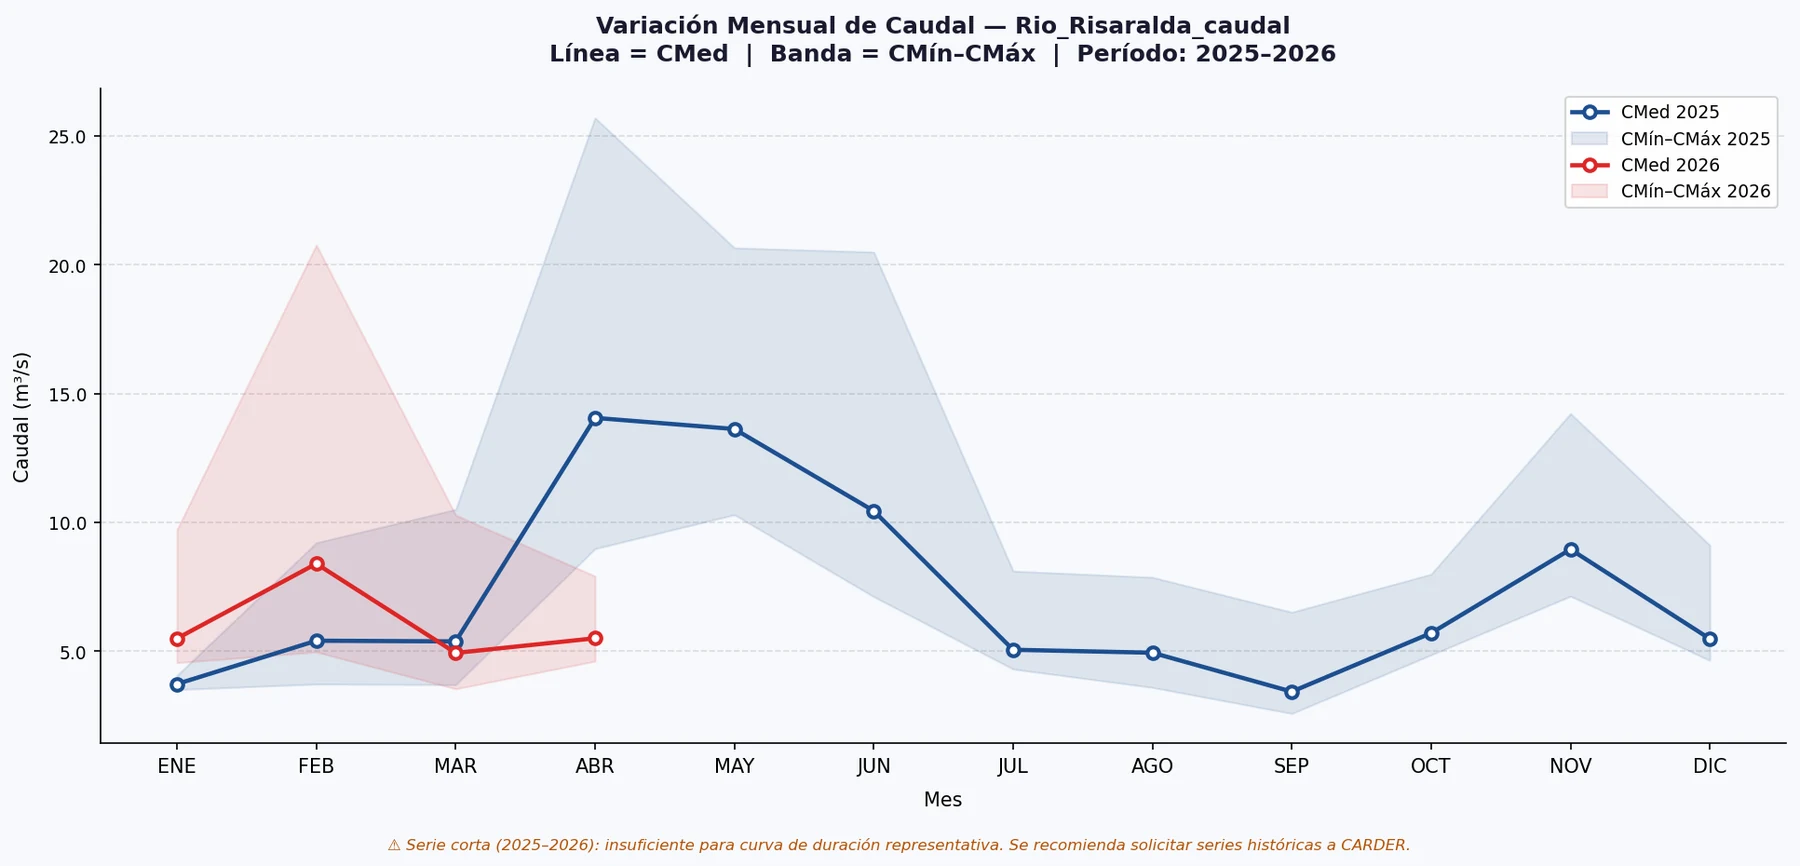 Variación Mensual de Caudal — Rio_Risaralda_caudal
Línea = CMed | Banda = CMín–CMáx | Período: 2025–2026
CMed 2025
CMín–CMáx 2025
CMed 2026
CMín–CMáx 2026
25.0
20.0
15.0
10.0
5.0
Caudal (m³/s)
ENE FEB MAR ABR MAY JUN JUL AGO SEP OCT NOV DIC
Mes
⚠ Serie corta (2025–2026): insuficiente para curva de duración representativa. Se recomienda solicitar series históricas a CARDER.